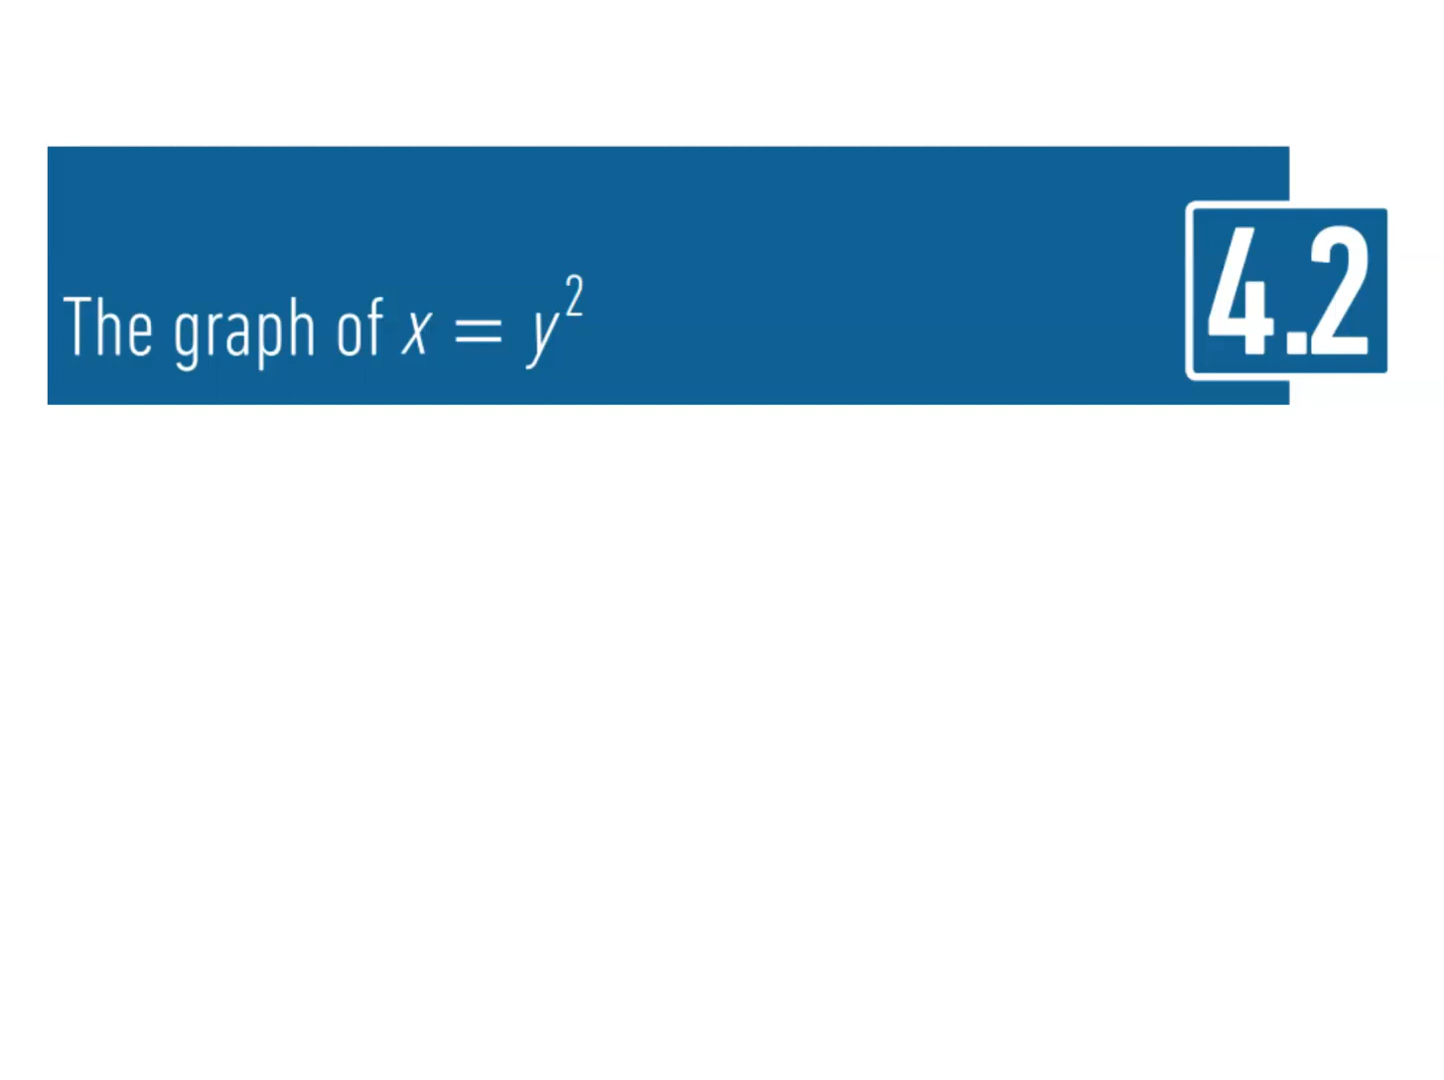 The graph of x = y²
4.2